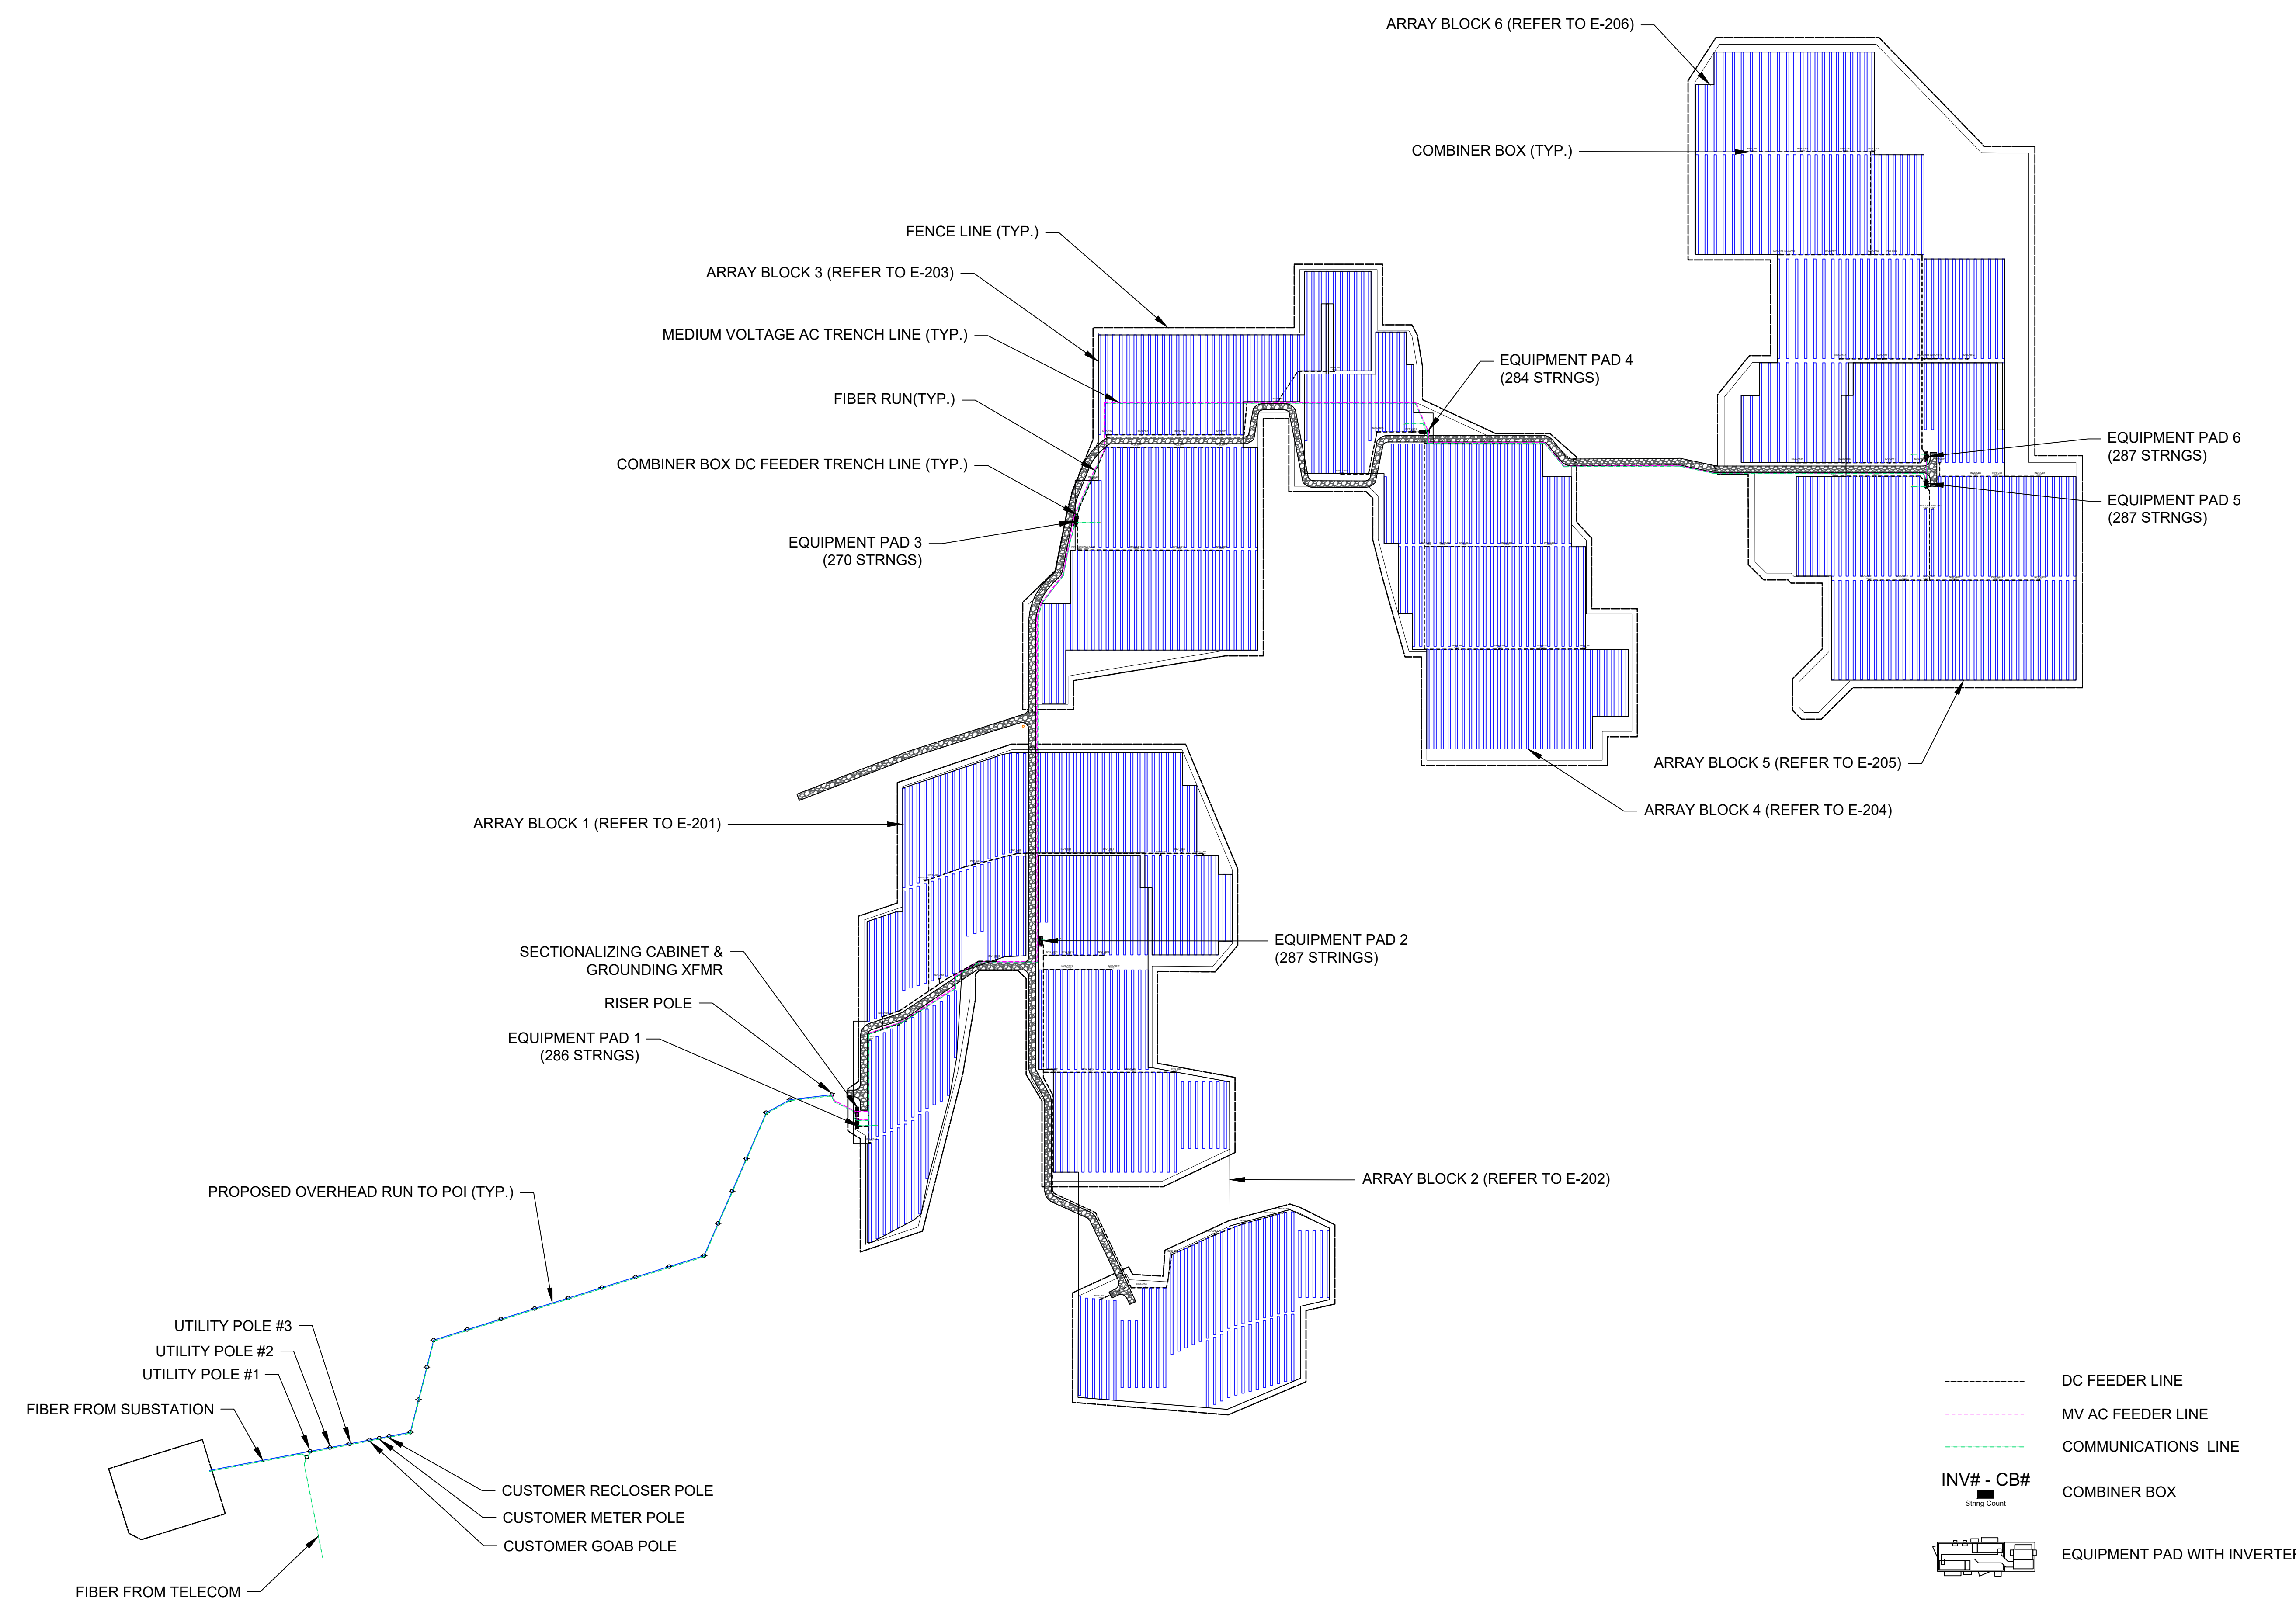 ARRAY BLOCK 6 (REFER TO E-206)
COMBINER BOX (TYP.)
FENCE LINE (TYP.)
ARRAY BLOCK 3 (REFER TO E-203)
MEDIUM VOLTAGE AC TRENCH LINE (TYP.)
EQUIPMENT PAD 4
(284 STRNGS)
FIBER RUN(TYP.)
COMBINER BOX DC FEEDER TRENCH LINE (TYP.)
EQUIPMENT PAD 6
(287 STRNGS)
EQUIPMENT PAD 5
(287 STRNGS)
EQUIPMENT PAD 3
(270 STRNGS)
ARRAY BLOCK 5 (REFER TO E-205)
ARRAY BLOCK 4 (REFER TO E-204)
ARRAY BLOCK 1 (REFER TO E-201)
EQUIPMENT PAD 2
(287 STRINGS)
SECTIONALIZING CABINET &
GROUNDING XFMR
RISER POLE
EQUIPMENT PAD 1
(286 STRNGS)
ARRAY BLOCK 2 (REFER TO E-202)
PROPOSED OVERHEAD RUN TO POI (TYP.)
UTILITY POLE #3
UTILITY POLE #2
UTILITY POLE #1
FIBER FROM SUBSTATION
CUSTOMER RECLOSER POLE
CUSTOMER METER POLE
CUSTOMER GOAB POLE
FIBER FROM TELECOM
DC FEEDER LINE
MV AC FEEDER LINE
COMMUNICATIONS LINE
INV# - CB#
String Count
COMBINER BOX
EQUIPMENT PAD WITH INVERTER